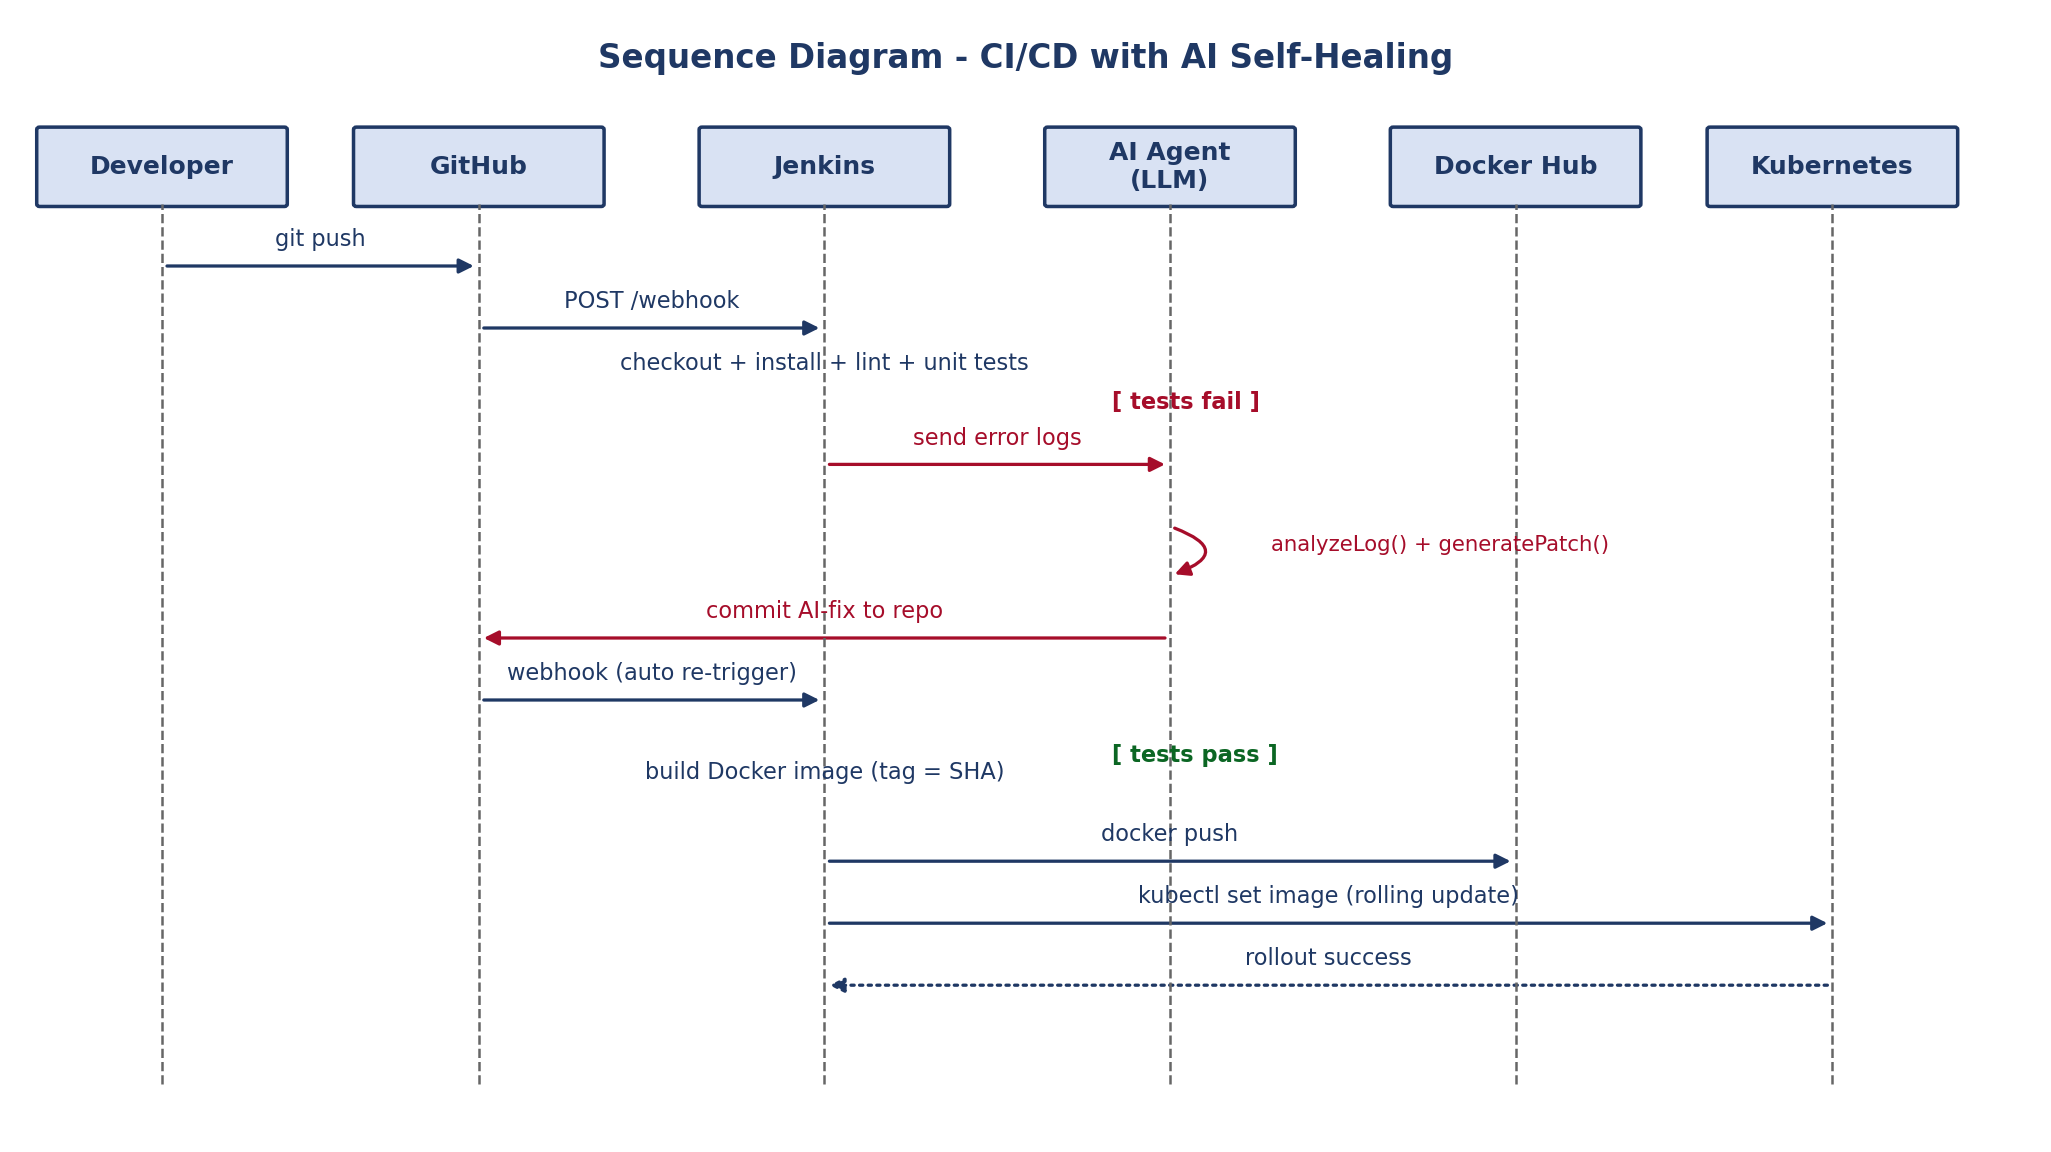 Sequence Diagram - CI/CD with AI Self-Healing
Developer
GitHub
Jenkins
AI Agent
(LLM)
Docker Hub
Kubernetes
git push
POST /webhook
checkout + install + lint + unit tests
[ tests fail ]
send error logs
analyzeLog() + generatePatch()
commit AI-fix to repo
webhook (auto re-trigger)
[ tests pass ]
build Docker image (tag = SHA)
docker push
kubectl set image (rolling update)
rollout success